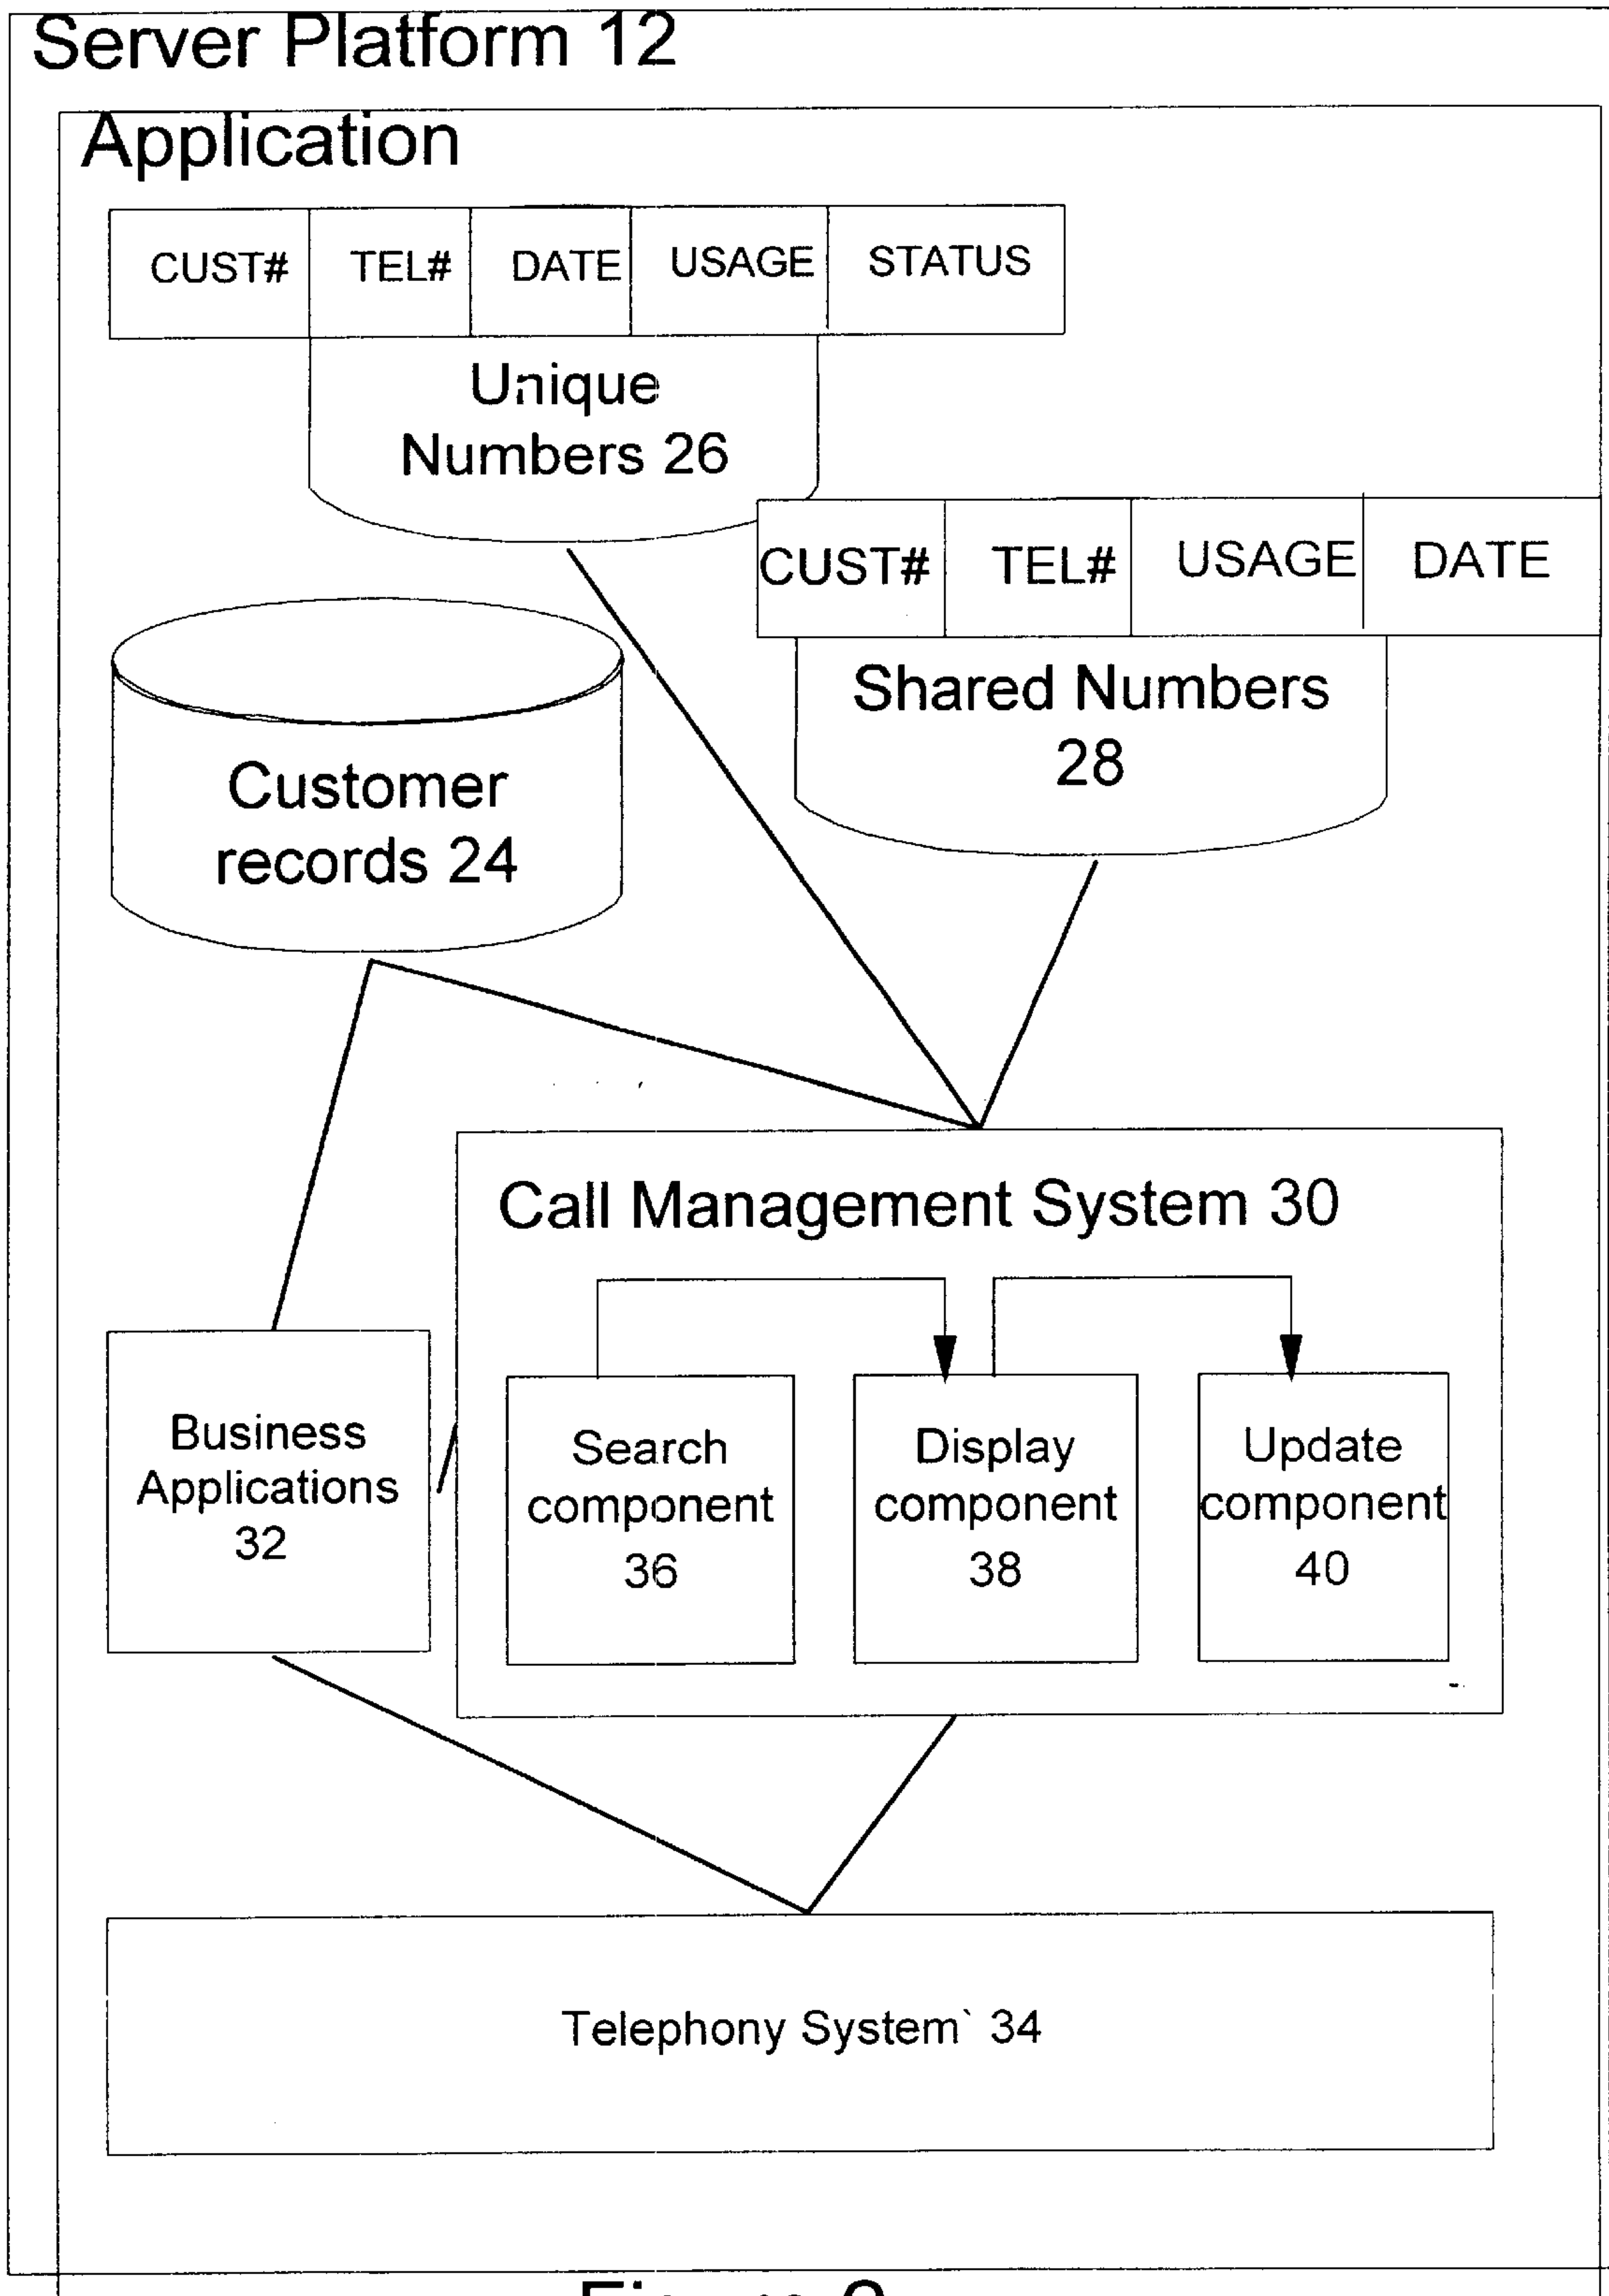 Server Platform 12
Application
CUST# TEL# DATE USAGE STATUS
Unique
Numbers 26
CUST# TEL# USAGE DATE
Shared Numbers
28
Customer
records 24
Call Management System 30
Business
Applications
32
Search
component
36
Display
component
38
Update
component
40
Telephony System` 34